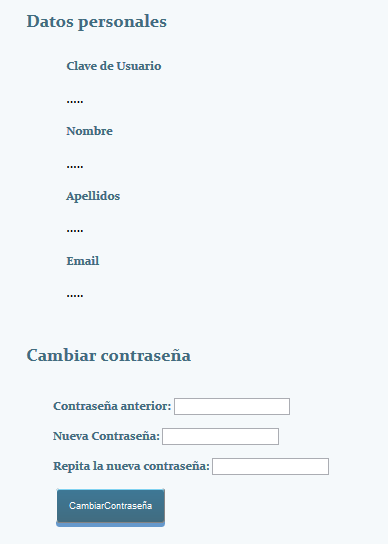 Datos personales
Clave de Usuario
.....
Nombre
.....
Apellidos
.....
Email
.....
Cambiar contraseña
Contraseña anterior:
Nueva Contraseña:
Repita la nueva contraseña:
CambiarContraseña